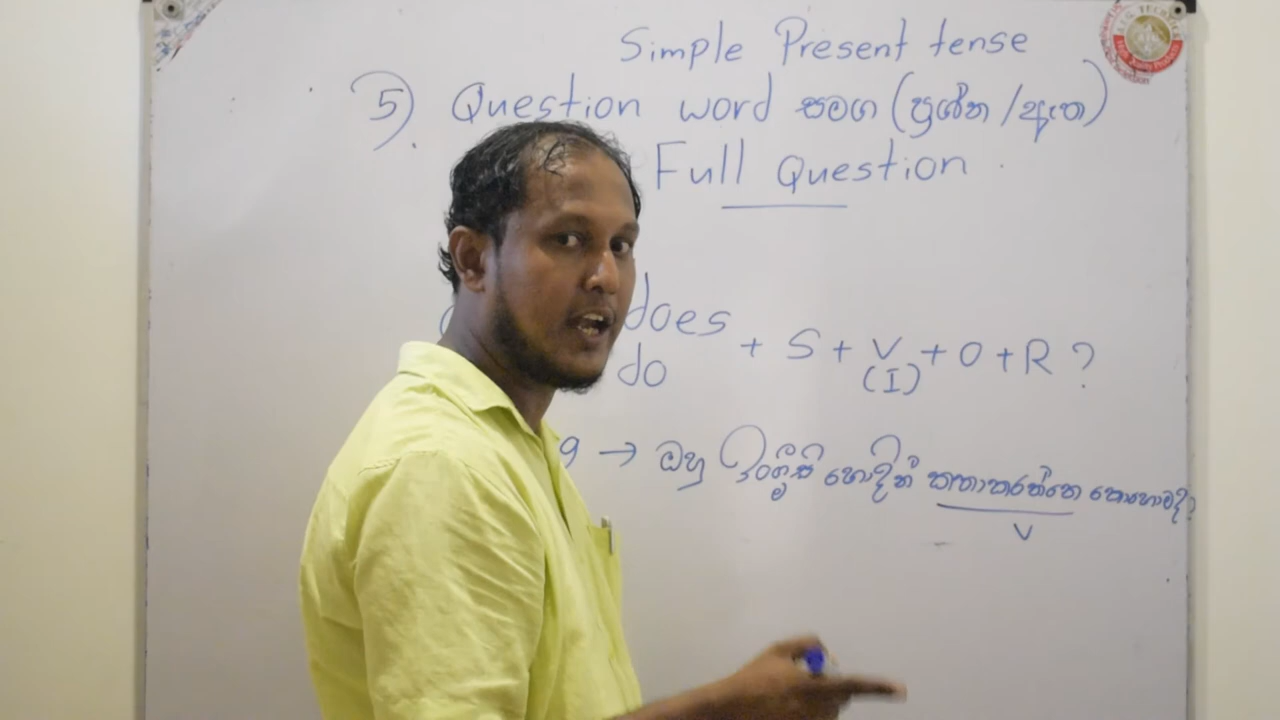 Simple Present tense
5) Question word සමග (ප්‍රශ්න / ඇත)
Full Question
does
do
+ S + V + O + R ?
(I)
g → ඔහු ඉංග්‍රීසි හොදින් කතාකරන්නෙ කොහොමද?
V